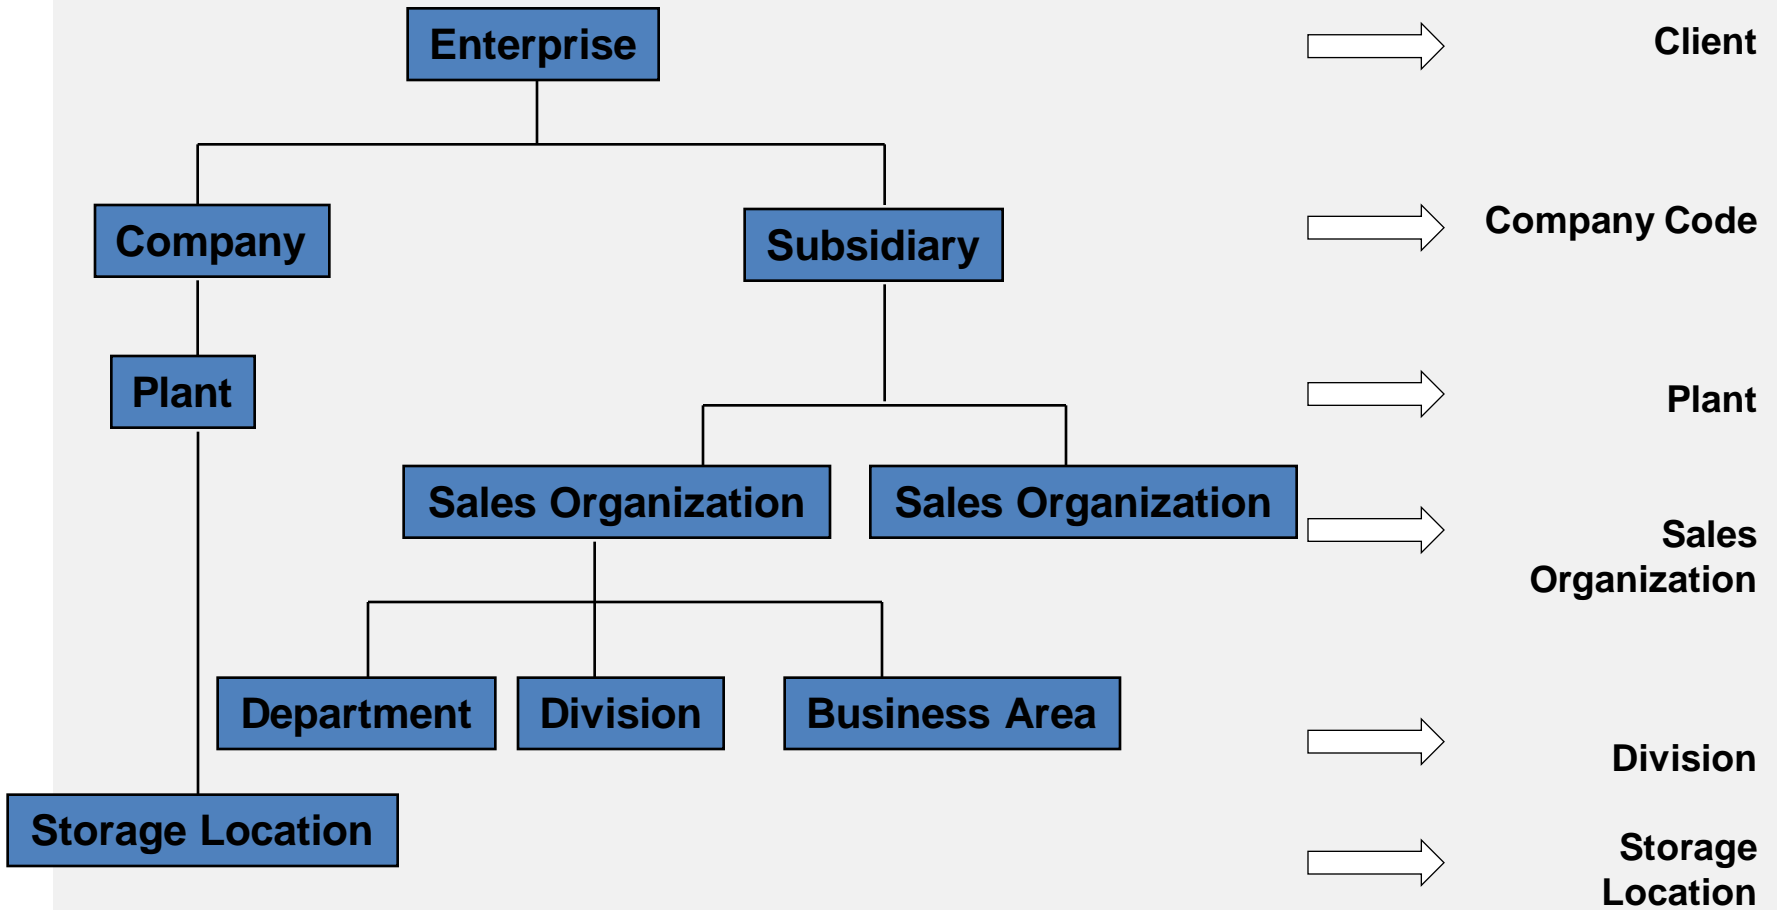 Enterprise
Client
Company
Subsidiary
Company Code
Plant
Plant
Sales Organization
Sales Organization
Sales
Organization
Department
Division
Business Area
Division
Storage Location
Storage
Location